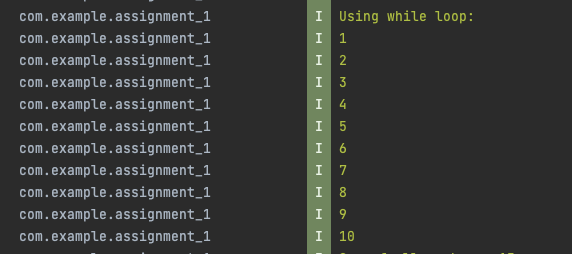 com.example.assignment_1 I Using while loop:
com.example.assignment_1 I 1
com.example.assignment_1 I 2
com.example.assignment_1 I 3
com.example.assignment_1 I 4
com.example.assignment_1 I 5
com.example.assignment_1 I 6
com.example.assignment_1 I 7
com.example.assignment_1 I 8
com.example.assignment_1 I 9
com.example.assignment_1 I 10